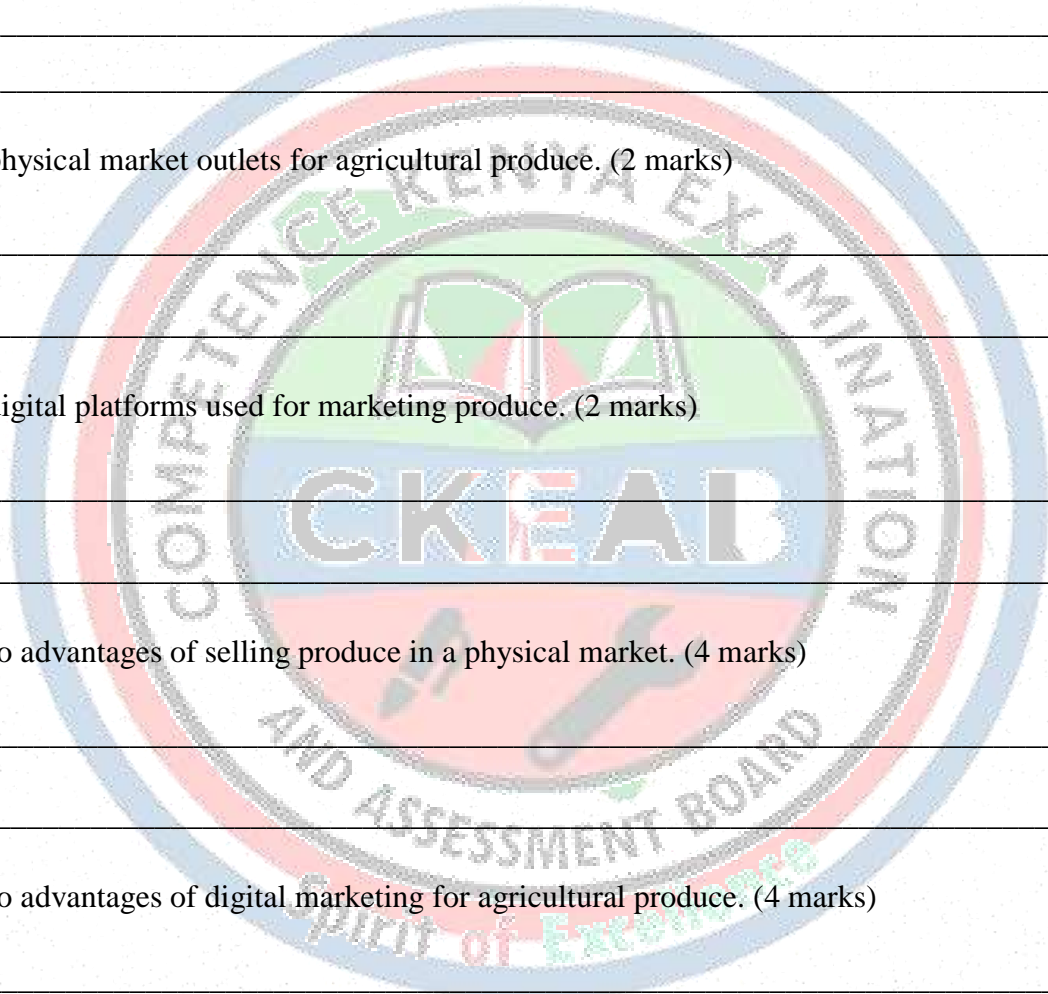 physical market outlets for agricultural produce. (2 marks)
digital platforms used for marketing produce. (2 marks)
o advantages of selling produce in a physical market. (4 marks)
o advantages of digital marketing for agricultural produce. (4 marks)
COMPETENCE KENYA EXAMINATION
CKEAB
AND ASSESSMENT BOARD
Spirit of Excellence